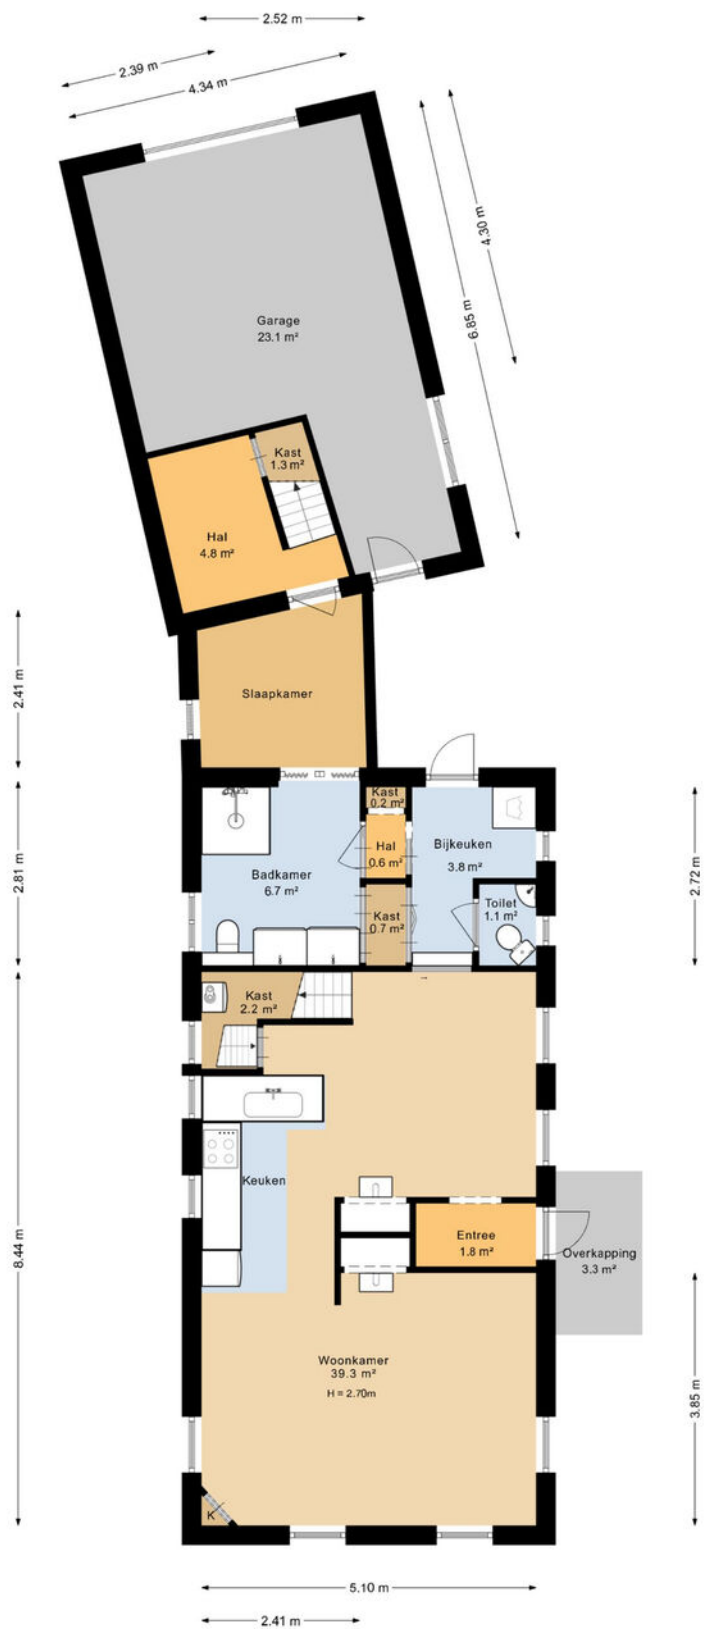 2.52 m
2.39 m
4.34 m
4.30 m
6.85 m
Garage
23.1 m²
Kast
1.3 m²
Hal
4.8 m²
2.41 m
Slaapkamer
2.81 m
Kast
0.2 m²
Hal
0.6 m²
Bijkeuken
3.8 m²
Badkamer
6.7 m²
2.72 m
Kast
0.7 m²
Toilet
1.1 m²
Kast
2.2 m²
Keuken
8.44 m
Entree
1.8 m²
Overkapping
3.3 m²
Woonkamer
39.3 m²
H = 2.70m
3.85 m
K
5.10 m
2.41 m